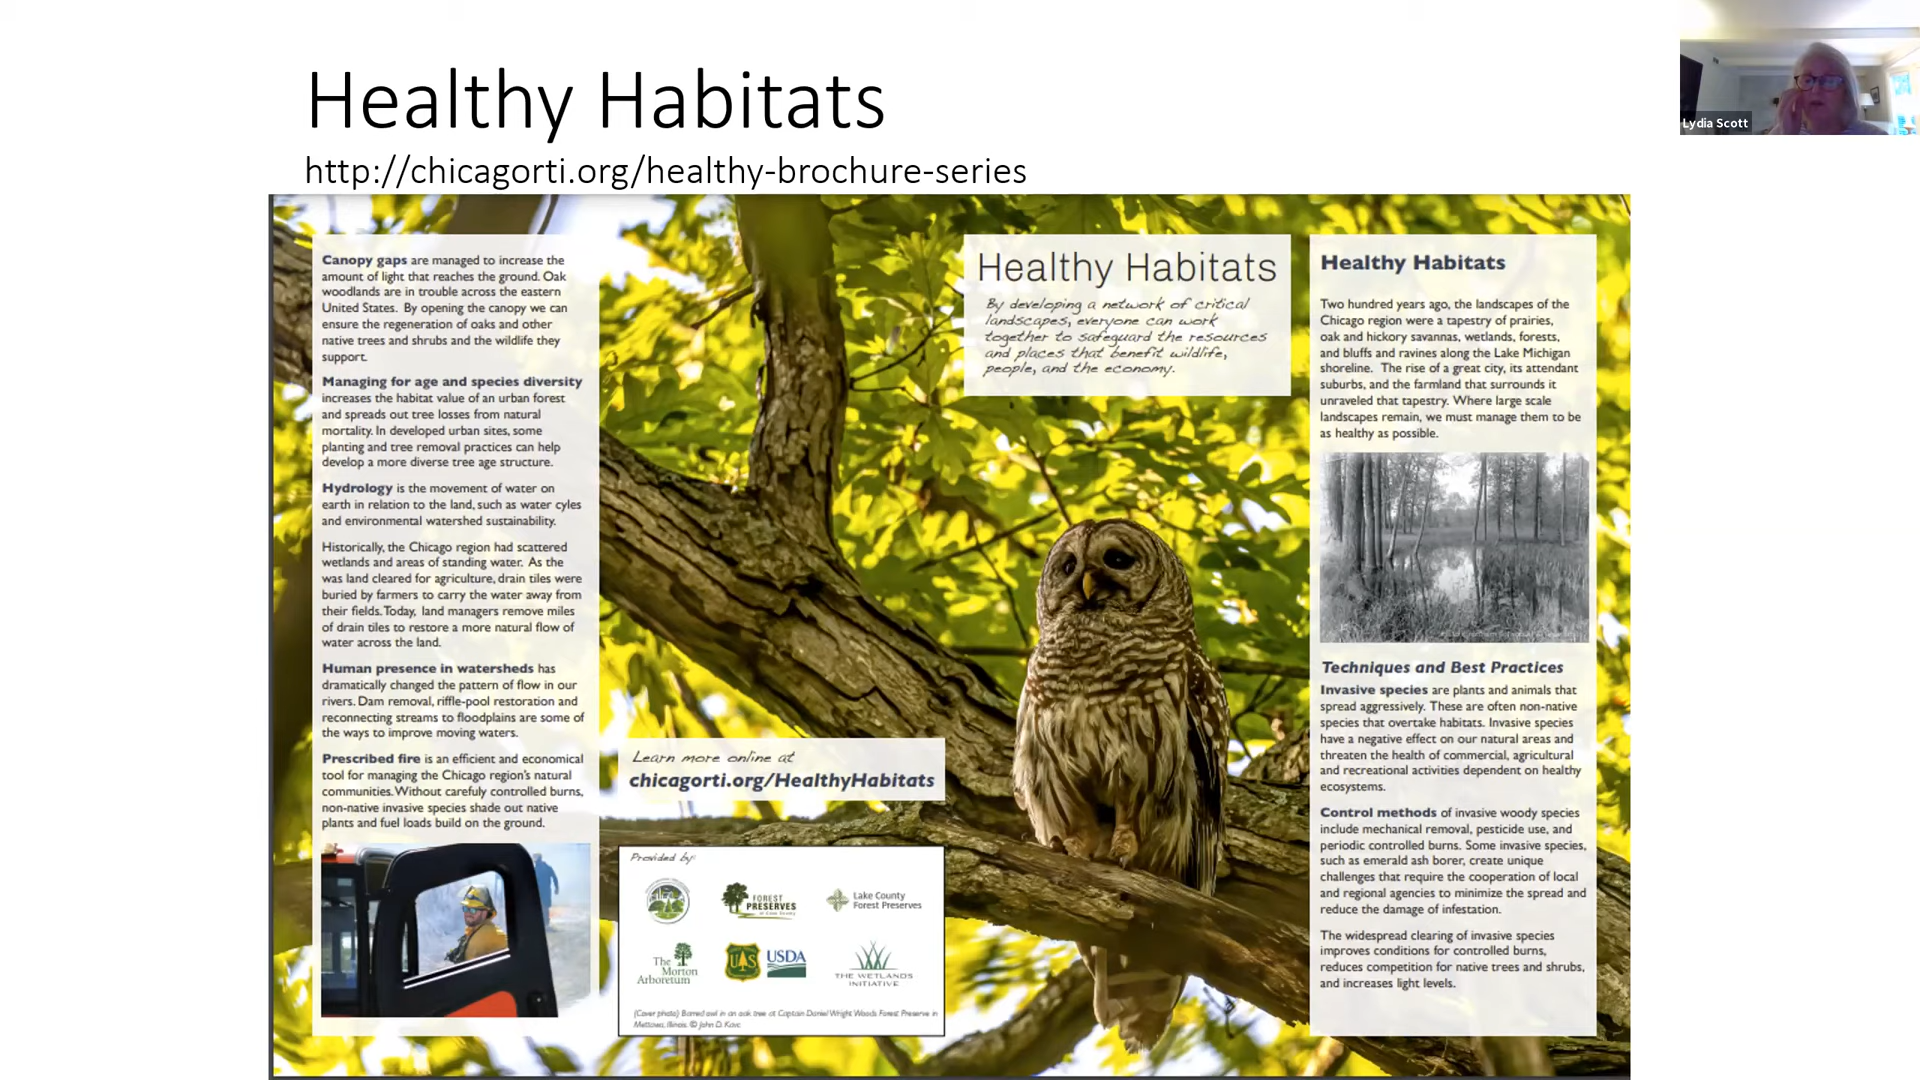 Healthy Habitats
http://chicagorti.org/healthy-brochure-series
Lydia Scott
Canopy gaps are managed to increase the
amount of light that reaches the ground. Oak
woodlands are in trouble across the eastern
United States. By opening the canopy we can
ensure the regeneration of oaks and other
native trees and shrubs and the wildlife they
support.
Managing for age and species diversity
increases the habitat value of an urban forest
and spreads out tree losses from natural
mortality. In developed urban sites, some
planting and tree removal practices can help
develop a more diverse tree age structure.
Hydrology is the movement of water on
earth in relation to the land, such as water cyles
and environmental watershed sustainability.
Historically, the Chicago region had scattered
wetlands and areas of standing water. As the
was land cleared for agriculture, drain tiles were
buried by farmers to carry the water away from
their fields. Today, land managers remove miles
of drain tiles to restore a more natural flow of
water across the land.
Human presence in watersheds has
dramatically changed the pattern of flow in our
rivers. Dam removal, riffle-pool restoration and
reconnecting streams to floodplains are some of
the ways to improve moving waters.
Prescribed fire is an efficient and economical
tool for managing the Chicago region's natural
communities. Without carefuly controlled burns,
non-native invasive species shade out native
plants and fuel loads build on the ground.
Learn more online at
chicagorti.org/HealthyHabitats
Provided by:
FOREST
PRESERVES
Lake County
Forest Preserves
The
Morton
Arboretum
U S
USDA
THE WETLANDS
INITIATIVE
(Cover photo) Barred owl in an oak tree at Captain Daniel Wright Woods Forest Preserve in
Mettawa, Illinois. © John D. Kavc
Healthy Habitats
By developing a network of critical
landscapes, everyone can work
together to safeguard the resources
and places that benefit wildlife,
people, and the economy.
Healthy Habitats
Two hundred years ago, the landscapes of the
Chicago region were a tapestry of prairies,
oak and hickory savannas, wetlands, forests,
and bluffs and ravines along the Lake Michigan
shoreline. The rise of a great city, its attendant
suburbs, and the farmland that surrounds it
unraveled that tapestry. Where large scale
landscapes remain, we must manage them to be
as healthy as possible.
Techniques and Best Practices
Invasive species are plants and animals that
spread aggressively. These are often non-native
species that overtake habitats. Invasive species
have a negative effect on our natural areas and
threaten the health of commercial, agricultural
and recreational activities dependent on healthy
ecosystems.
Control methods of invasive woody species
include mechanical removal, pesticide use, and
periodic controlled burns. Some invasive species,
such as emerald ash borer, create unique
challenges that require the cooperation of local
and regional agencies to minimize the spread and
reduce the damage of infestation.
The widespread clearing of invasive species
improves conditions for controlled burns,
reduces competition for native trees and shrubs,
and increases light levels.